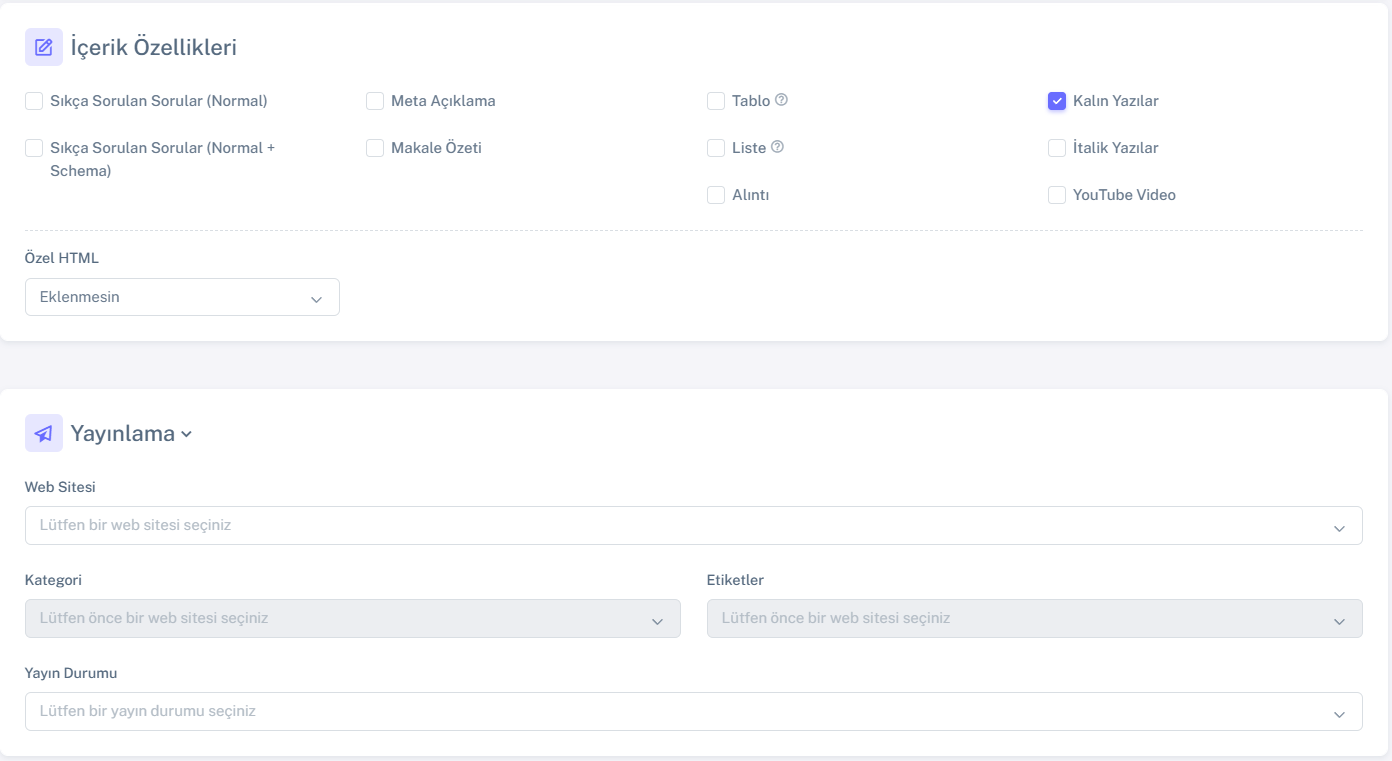 İçerik Özellikleri
Sıkça Sorulan Sorular (Normal)
Meta Açıklama
Tablo
Kalın Yazılar
Sıkça Sorulan Sorular (Normal +
Schema)
Makale Özeti
Liste
İtalik Yazılar
Alıntı
YouTube Video
Özel HTML
Eklenmesin
Yayınlama
Web Sitesi
Lütfen bir web sitesi seçiniz
Kategori
Etiketler
Lütfen önce bir web sitesi seçiniz
Lütfen önce bir web sitesi seçiniz
Yayın Durumu
Lütfen bir yayın durumu seçiniz